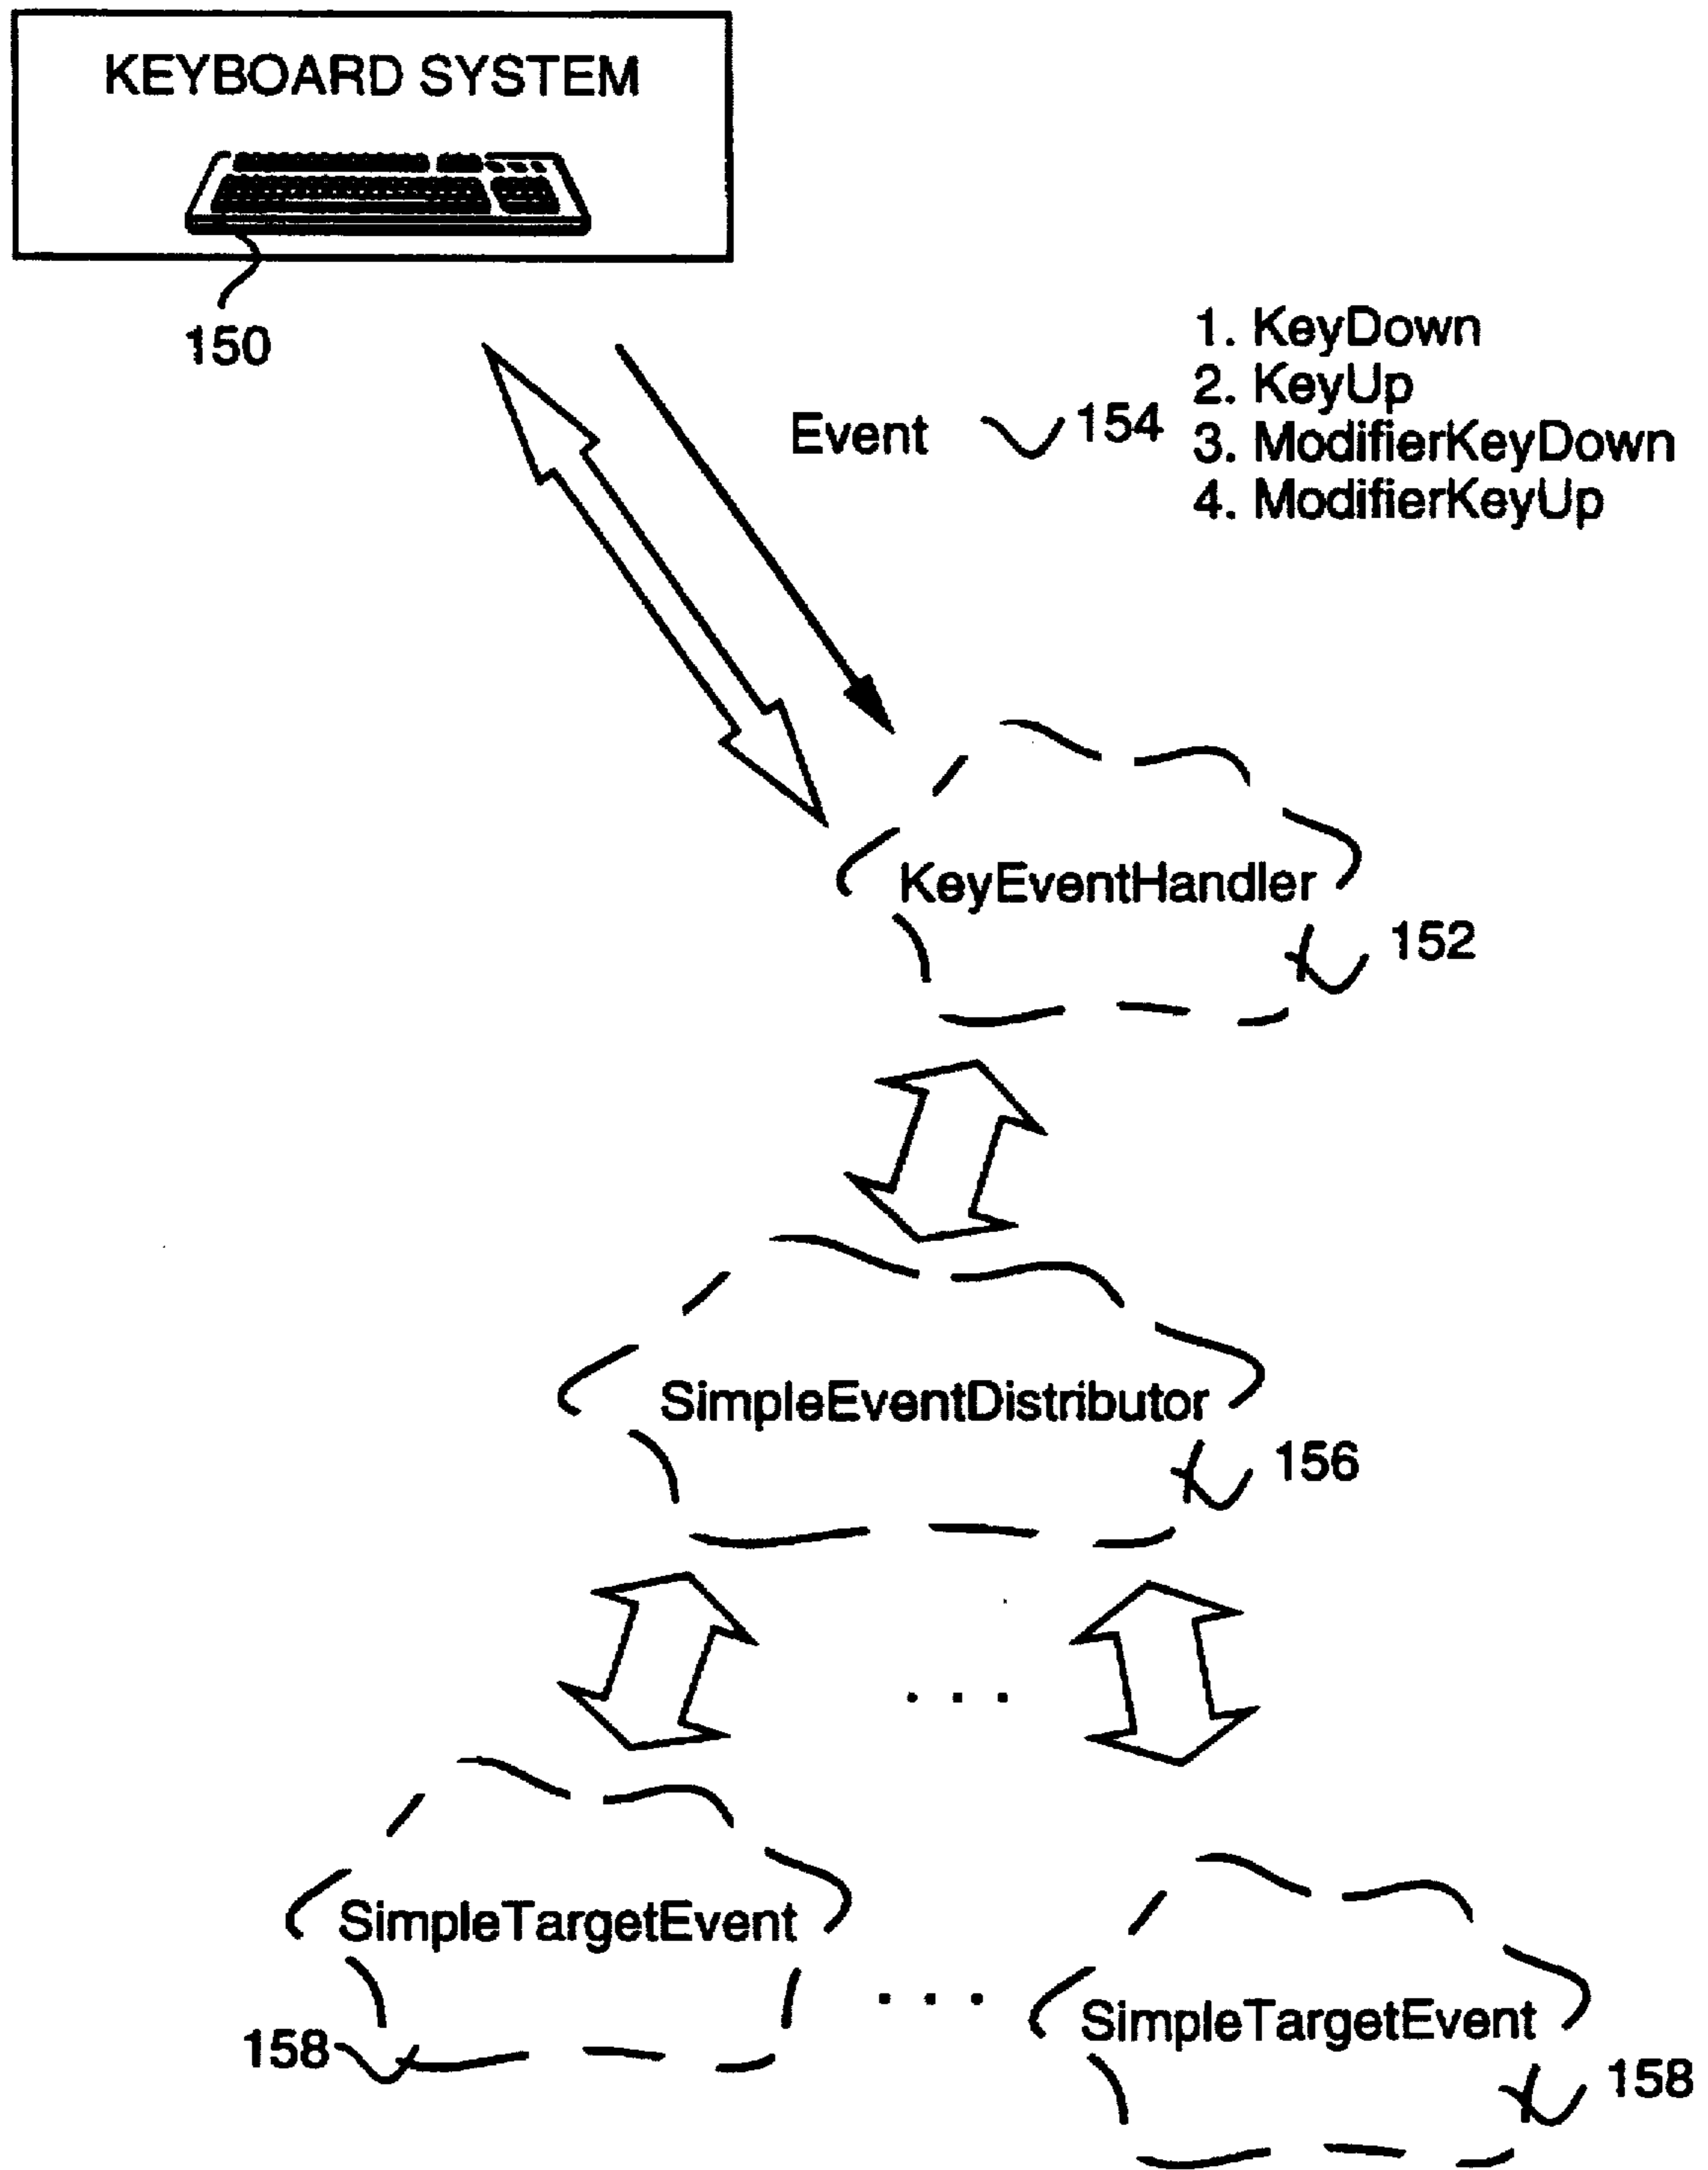 KEYBOARD SYSTEM
150
Event 154
1. KeyDown
2. KeyUp
3. ModifierKeyDown
4. ModifierKeyUp
KeyEventHandler
152
SimpleEventDistributor
156
. . .
SimpleTargetEvent
158
. . .
SimpleTargetEvent
158